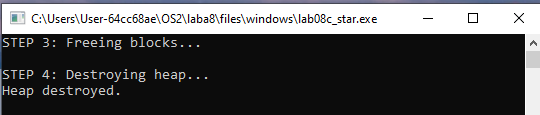 C:\Users\User-64cc68ae\OS2\laba8\files\windows\lab08c_star.exe
STEP 3: Freeing blocks...
STEP 4: Destroying heap...
Heap destroyed.